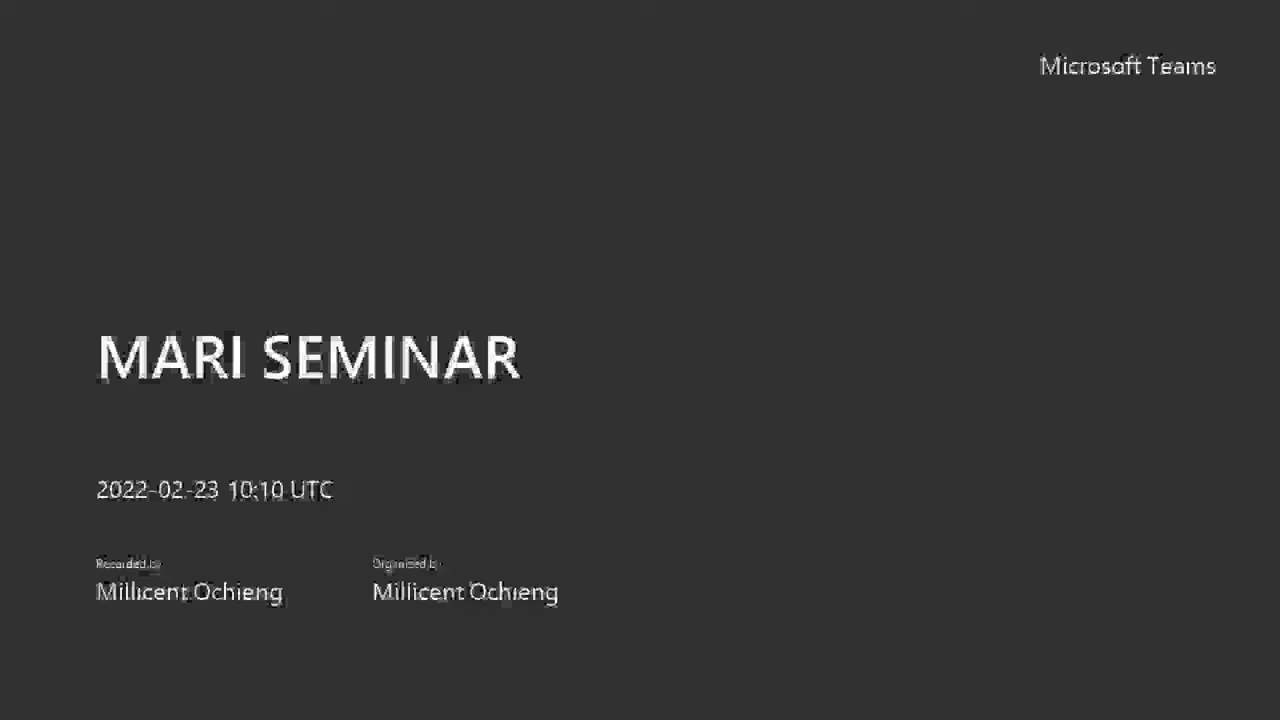 Microsoft Teams
MARI SEMINAR
2022-02-23 10:10 UTC
Recorded by
Organized by
Millicent Ochieng
Millicent Ochieng